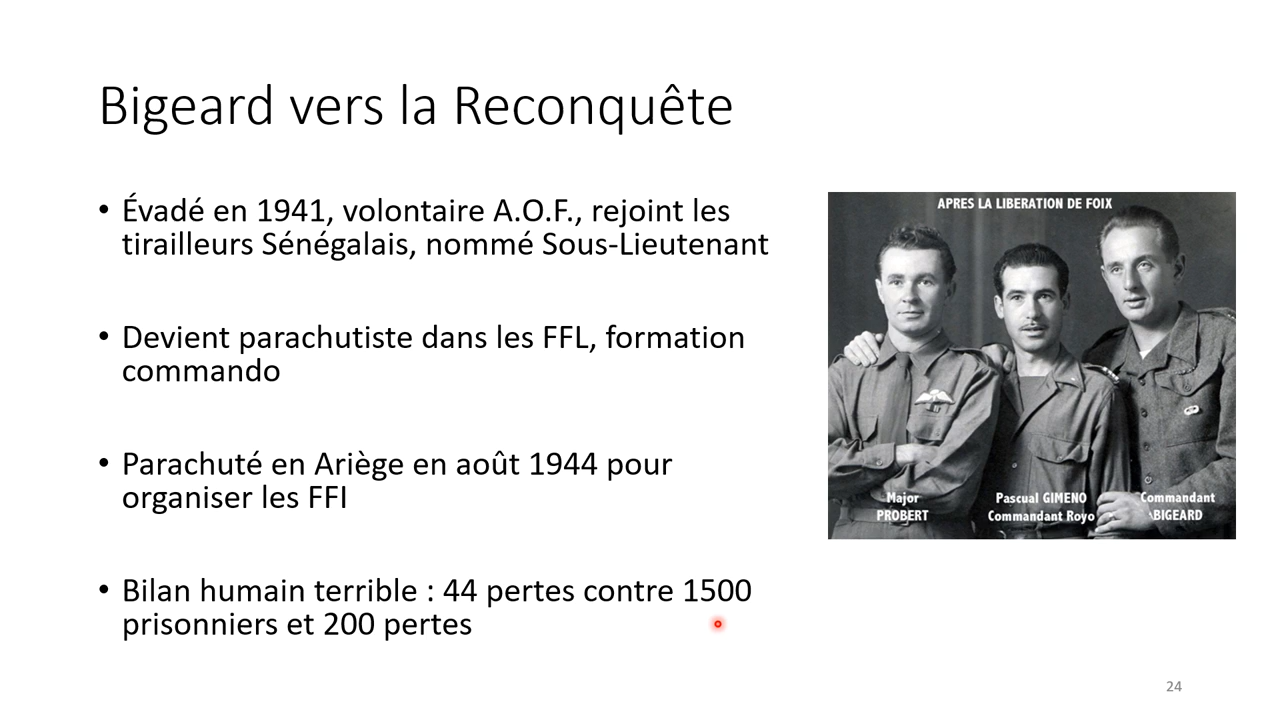 Bigeard vers la Reconquête
• Évadé en 1941, volontaire A.O.F., rejoint les
tirailleurs Sénégalais, nommé Sous-Lieutenant
• Devient parachutiste dans les FFL, formation
commando
• Parachuté en Ariège en août 1944 pour
organiser les FFI
• Bilan humain terrible : 44 pertes contre 1500
prisonniers et 200 pertes
APRES LA LIBERATION DE FOIX
Major
PROBERT
Pascual GIMENO
Commandant Royo
Commandant
BIGEARD
24